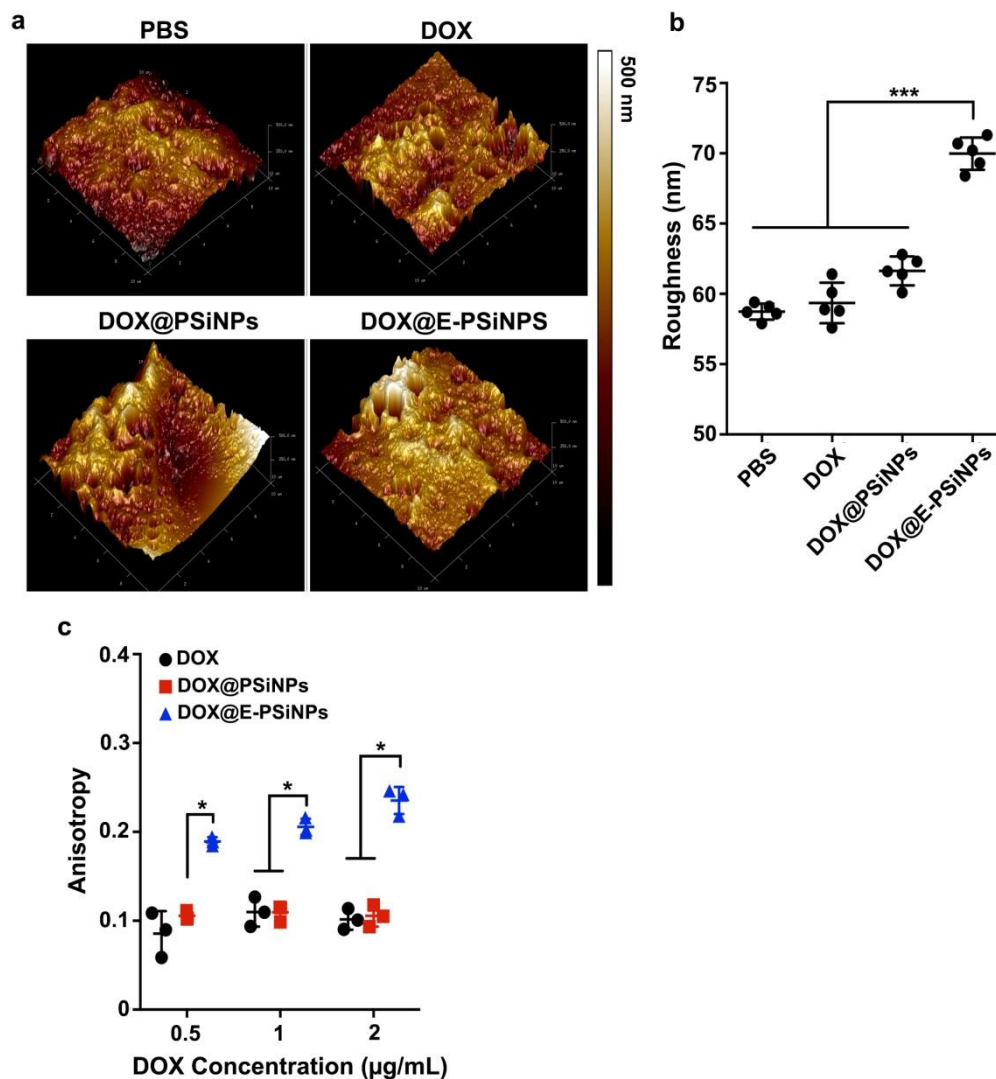 a
PBS
DOX
500 nm
DOX@PSiNPs
DOX@E-PSiNPS
b
75
70
65
60
55
50
Roughness (nm)
***
PBS
DOX
DOX@PSiNPs
DOX@E-PSiNPs
c
0.4
0.3
0.2
0.1
0
Anisotropy
DOX
DOX@PSiNPs
DOX@E-PSiNPs
*
*
*
0.5
1
2
DOX Concentration (µg/mL)